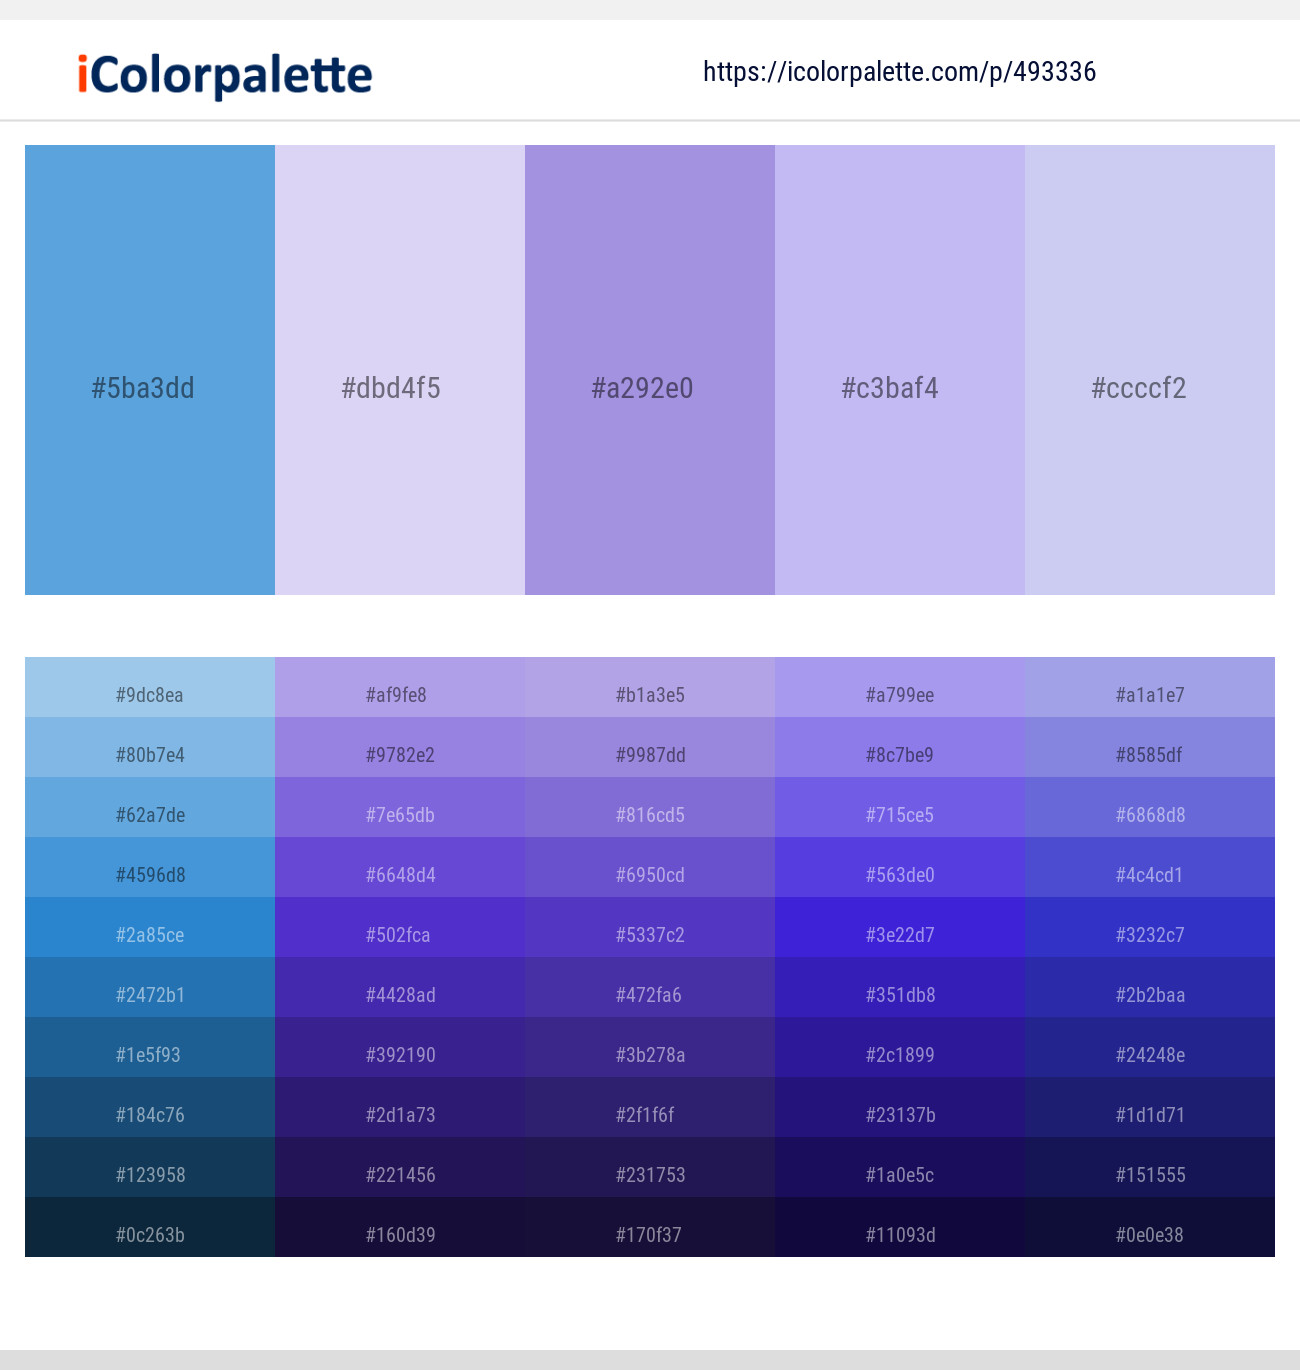 iColorpalette
https://icolorpalette.com/p/493336
#5ba3dd #dbd4f5 #a292e0 #c3baf4 #ccccf2
#9dc8ea #af9fe8 #b1a3e5 #a799ee #a1a1e7
#80b7e4 #9782e2 #9987dd #8c7be9 #8585df
#62a7de #7e65db #816cd5 #715ce5 #6868d8
#4596d8 #6648d4 #6950cd #563de0 #4c4cd1
#2a85ce #502fca #5337c2 #3e22d7 #3232c7
#2472b1 #4428ad #472fa6 #351db8 #2b2baa
#1e5f93 #392190 #3b278a #2c1899 #24248e
#184c76 #2d1a73 #2f1f6f #23137b #1d1d71
#123958 #221456 #231753 #1a0e5c #151555
#0c263b #160d39 #170f37 #11093d #0e0e38